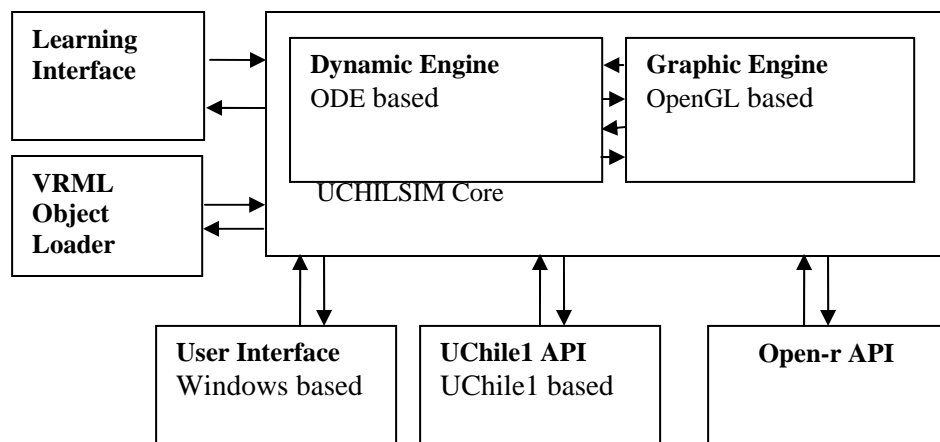 Learning
Interface
Dynamic Engine
ODE based
Graphic Engine
OpenGL based
UCHILSIM Core
VRML
Object
Loader
User Interface
Windows based
UChile1 API
UChile1 based
Open-r API